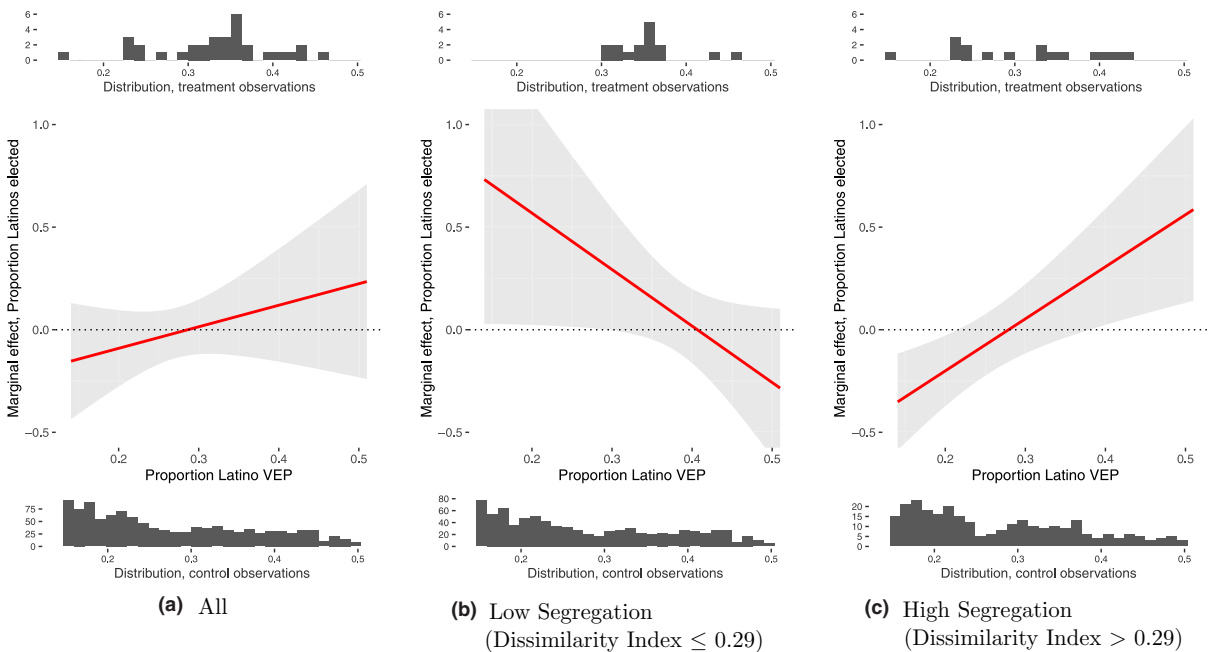 6
4
2
0
0.2 0.3 0.4 0.5
Distribution, treatment observations
1.0
0.5
0.0
−0.5
Marginal effect, Proportion Latinos elected
0.2 0.3 0.4 0.5
Proportion Latino VEP
75
50
25
0
0.2 0.3 0.4 0.5
Distribution, control observations
(a) All
6
4
2
0
0.2 0.3 0.4 0.5
Distribution, treatment observations
1.0
0.5
0.0
−0.5
Marginal effect, Proportion Latinos elected
0.2 0.3 0.4 0.5
Proportion Latino VEP
80
60
40
20
0
0.2 0.3 0.4 0.5
Distribution, control observations
(b) Low Segregation
(Dissimilarity Index ≤ 0.29)
6
4
2
0
0.2 0.3 0.4 0.5
Distribution, treatment observations
1.0
0.5
0.0
−0.5
Marginal effect, Proportion Latinos elected
0.2 0.3 0.4 0.5
Proportion Latino VEP
20
15
10
5
0
0.2 0.3 0.4 0.5
Distribution, control observations
(c) High Segregation
(Dissimilarity Index > 0.29)